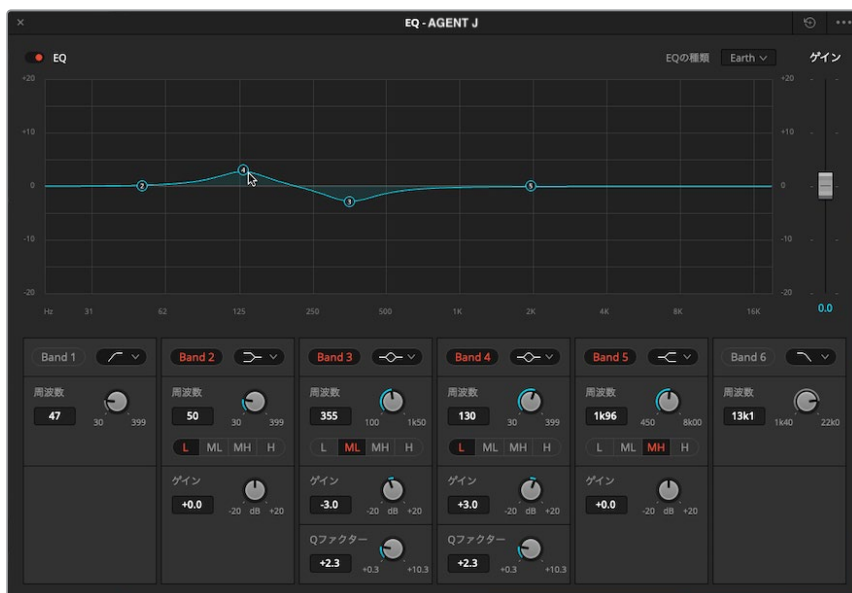 EQ - AGENT J
EQ
EQの種類 Earth ゲイン
+20 +20
+10 +10
0 0
-10 -10
-20 -20
2 4 3 5
Hz 31 62 125 250 500 1K 2K 4K 8K 16K
0.0
Band 1 Band 2 Band 3 Band 4 Band 5 Band 6
周波数 周波数 周波数 周波数 周波数 周波数
47 50 355 130 1k96 13k1
30 399 30 399 100 1k50 30 399 450 8k00 1k40 22k0
L ML MH H L ML MH H L ML MH H L ML MH H
ゲイン ゲイン ゲイン ゲイン
+0.0 -3.0 +3.0 +0.0
-20 dB +20 -20 dB +20 -20 dB +20 -20 dB +20
Qファクター Qファクター
+2.3 +2.3
+0.3 +10.3 +0.3 +10.3